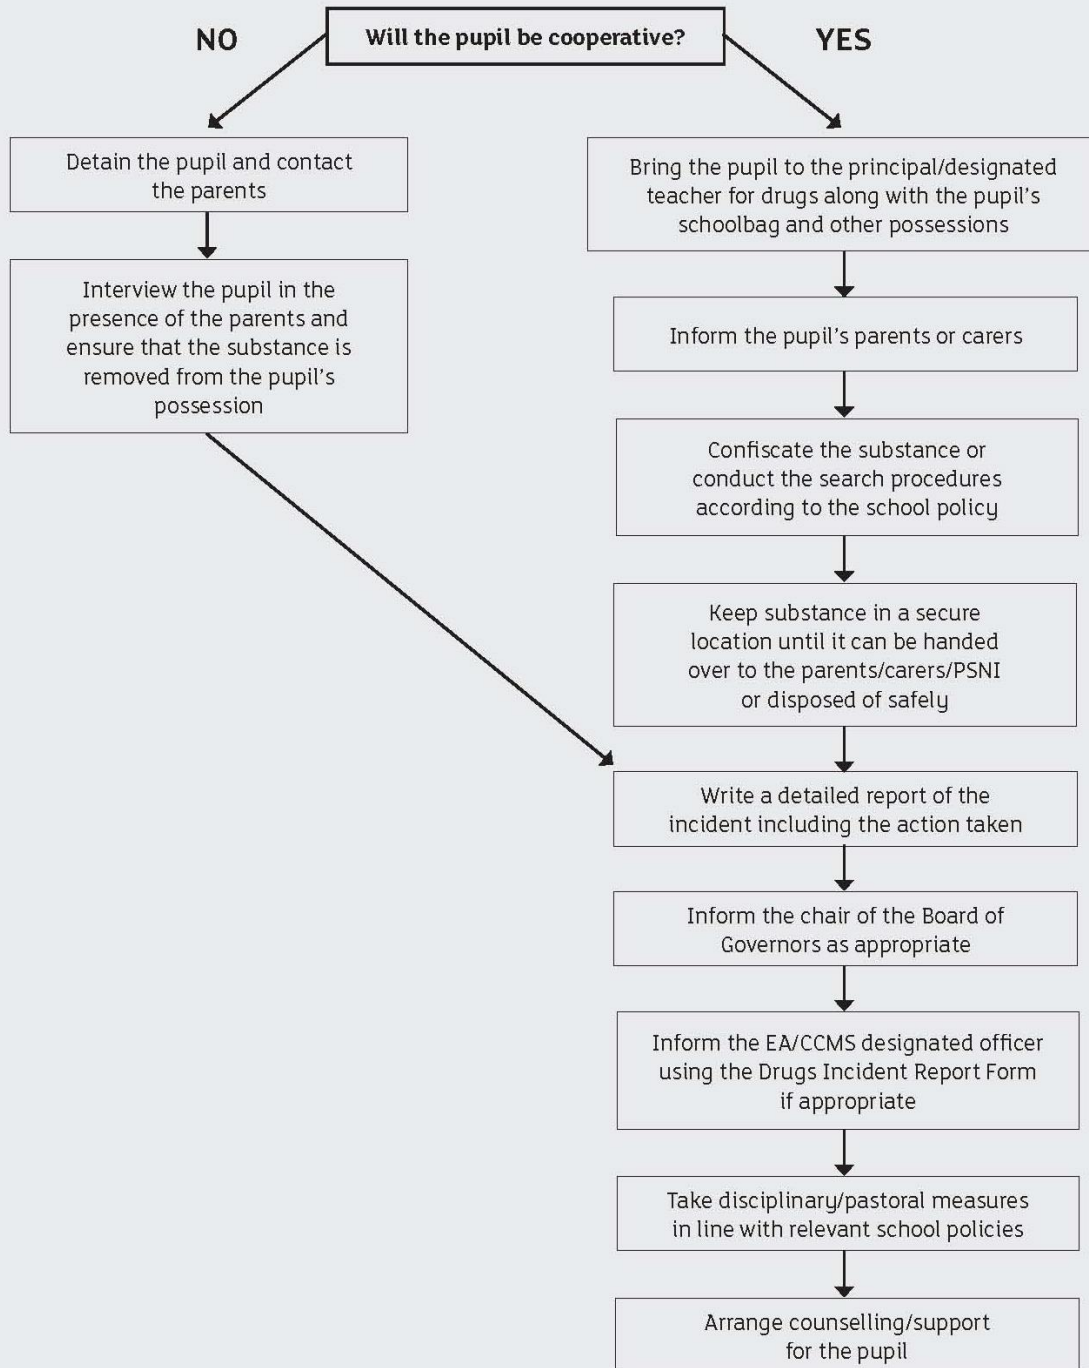 Will the pupil be cooperative?
NO
YES
Detain the pupil and contact
the parents
Interview the pupil in the
presence of the parents and
ensure that the substance is
removed from the pupil's
possession
Bring the pupil to the principal/designated
teacher for drugs along with the pupil's
schoolbag and other possessions
Inform the pupil's parents or carers
Confiscate the substance or
conduct the search procedures
according to the school policy
Keep substance in a secure
location until it can be handed
over to the parents/carers/PSNI
or disposed of safely
Write a detailed report of the
incident including the action taken
Inform the chair of the Board of
Governors as appropriate
Inform the EA/CCMS designated officer
using the Drugs Incident Report Form
if appropriate
Take disciplinary/pastoral measures
in line with relevant school policies
Arrange counselling/support
for the pupil